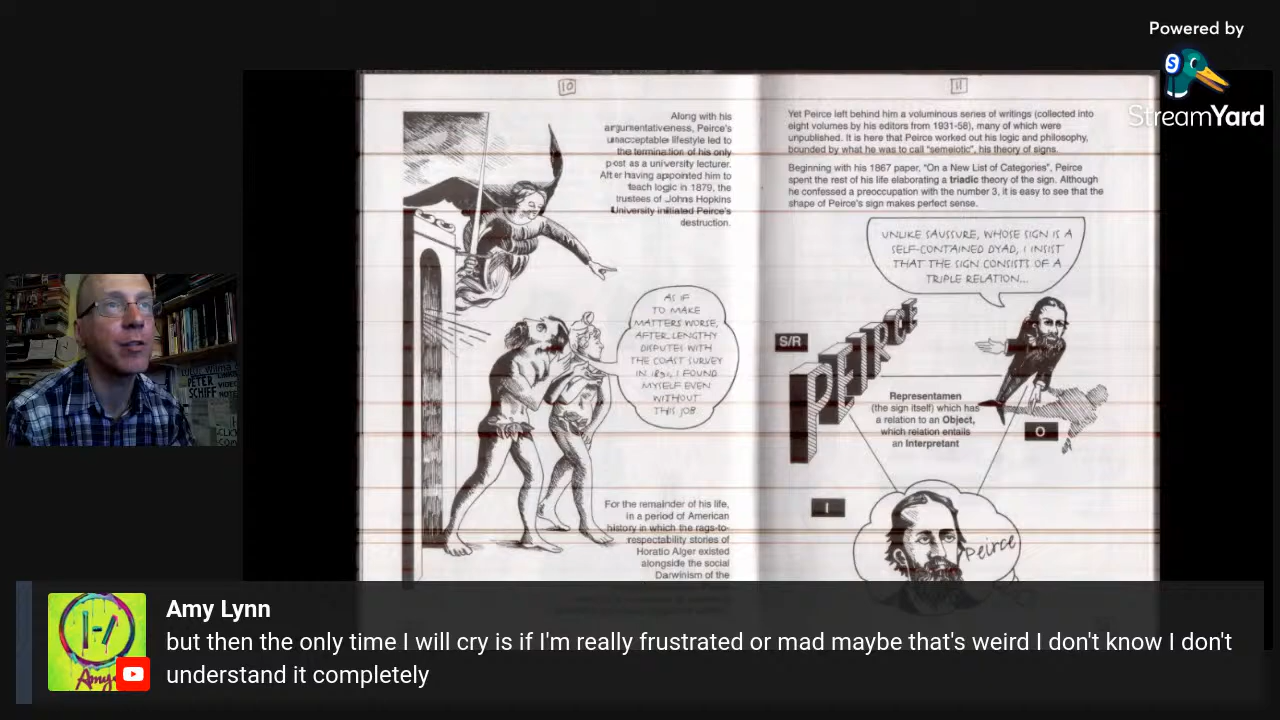 Powered by
StreamYard
10
11
Along with his
argumentativeness, Peirce's
unacceptable lifestyle led to
the termination of his only
post as a university lecturer.
After having appointed him to
teach logic in 1879, the
trustees of Johns Hopkins
University initiated Peirce's
destruction.
AS IF
TO MAKE
MATTERS WORSE,
AFTER LENGTHY
DISPUTES WITH
THE COAST SURVEY
IN 1891, I FOUND
MYSELF EVEN
WITHOUT
THIS JOB.
For the remainder of his life,
in a period of American
history in which the rags-to-
respectability stories of
Horatio Alger existed
alongside the social
Darwinism of the
Yet Peirce left behind him a voluminous series of writings (collected into
eight volumes by his editors from 1931-58), many of which were
unpublished. It is here that Peirce worked out his logic and philosophy,
bounded by what he was to call "semeiotic", his theory of signs.
Beginning with his 1867 paper, "On a New List of Categories", Peirce
spent the rest of his life elaborating a triadic theory of the sign. Although
he confessed a preoccupation with the number 3, it is easy to see that the
shape of Peirce's sign makes perfect sense.
UNLIKE SAUSSURE, WHOSE SIGN IS A
SELF-CONTAINED DYAD, I INSIST
THAT THE SIGN CONSISTS OF A
TRIPLE RELATION...
S/R
PEIRCE
Representamen
(the sign itself) which has
a relation to an Object,
which relation entails
an Interpretant
O
I
Peirce
PETER
SCHIFF
Amy Lynn
but then the only time I will cry is if I'm really frustrated or mad maybe that's weird I don't know I don't
understand it completely